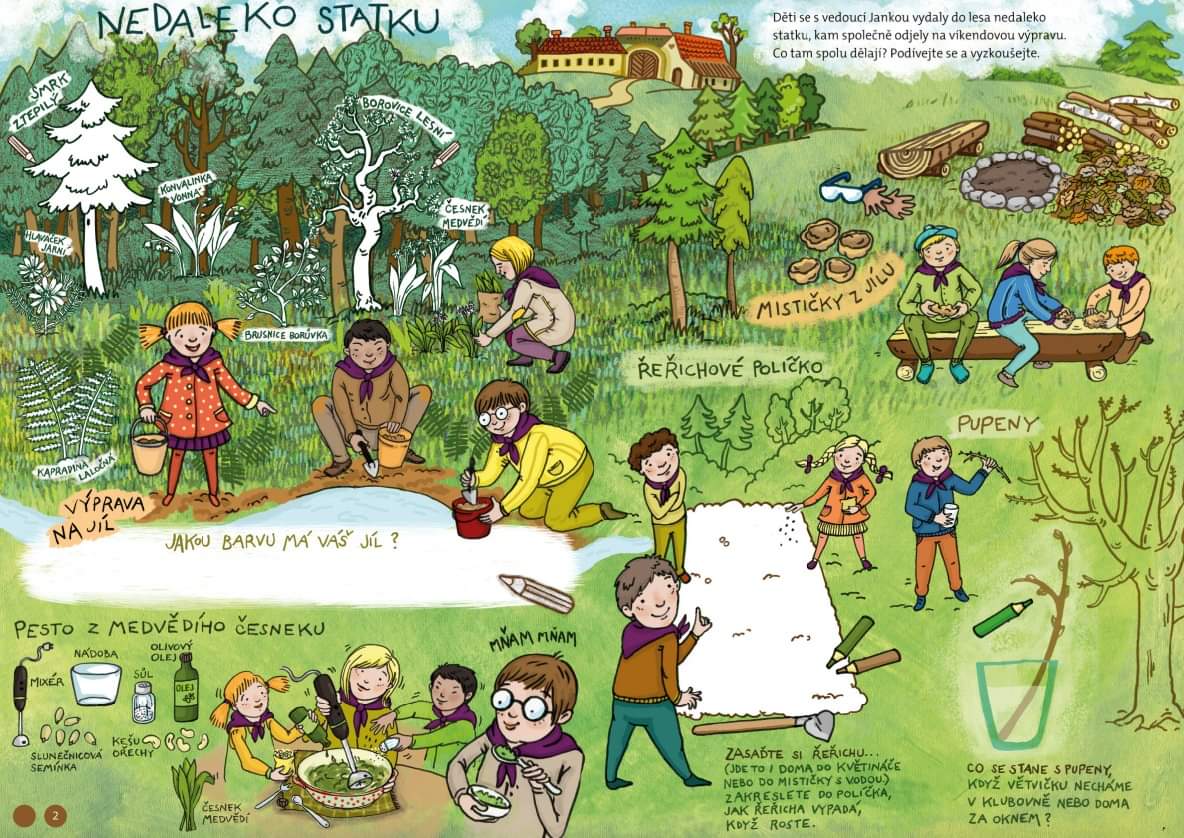 NEDALEKO STATKU
Děti se s vedoucí Jankou vydaly do lesa nedaleko
statku, kam společně odjely na víkendovou výpravu.
Co tam spolu dělají? Podívejte se a vyzkoušejte.
SMRK
ZTEPILÝ
BOROVICE LESNÍ
KONVALINKA
VONNÁ
ČESNEK
MEDVĚDÍ
HLAVÁČEK
JARNÍ
BRUSNICE BORŮVKA
KAPRADINA
LALOČNÁ
MISTIČKY Z JÍLU
ŘEŘICHOVÉ POLÍČKO
PUPENY
VÝPRAVA
NA JÍL
JAKOU BARVU MÁ VÁŠ JÍL ?
PESTO Z MEDVĚDÍHO ČESNEKU
MIXÉR
NÁDOBA
SŮL
OLIVOVÝ
OLEJ
OLEJ
SLUNEČNICOVÁ
SEMÍNKA
KEŠU
OŘECHY
ČESNEK
MEDVĚDÍ
MŇAM MŇAM
ZASAĎTE SI ŘEŘICHU...
(JDE TO I DOMA DO KVĚTINÁČE
NEBO DO MISTIČKY S VODOU.)
ZAKRESLETE DO POLÍČKA,
JAK ŘEŘICHA VYPADÁ,
KDYŽ ROSTE.
CO SE STANE S PUPENY,
KDYŽ VĚTVIČKU NECHÁME
V KLUBOVNĚ NEBO DOMA
ZA OKNEM ?
2